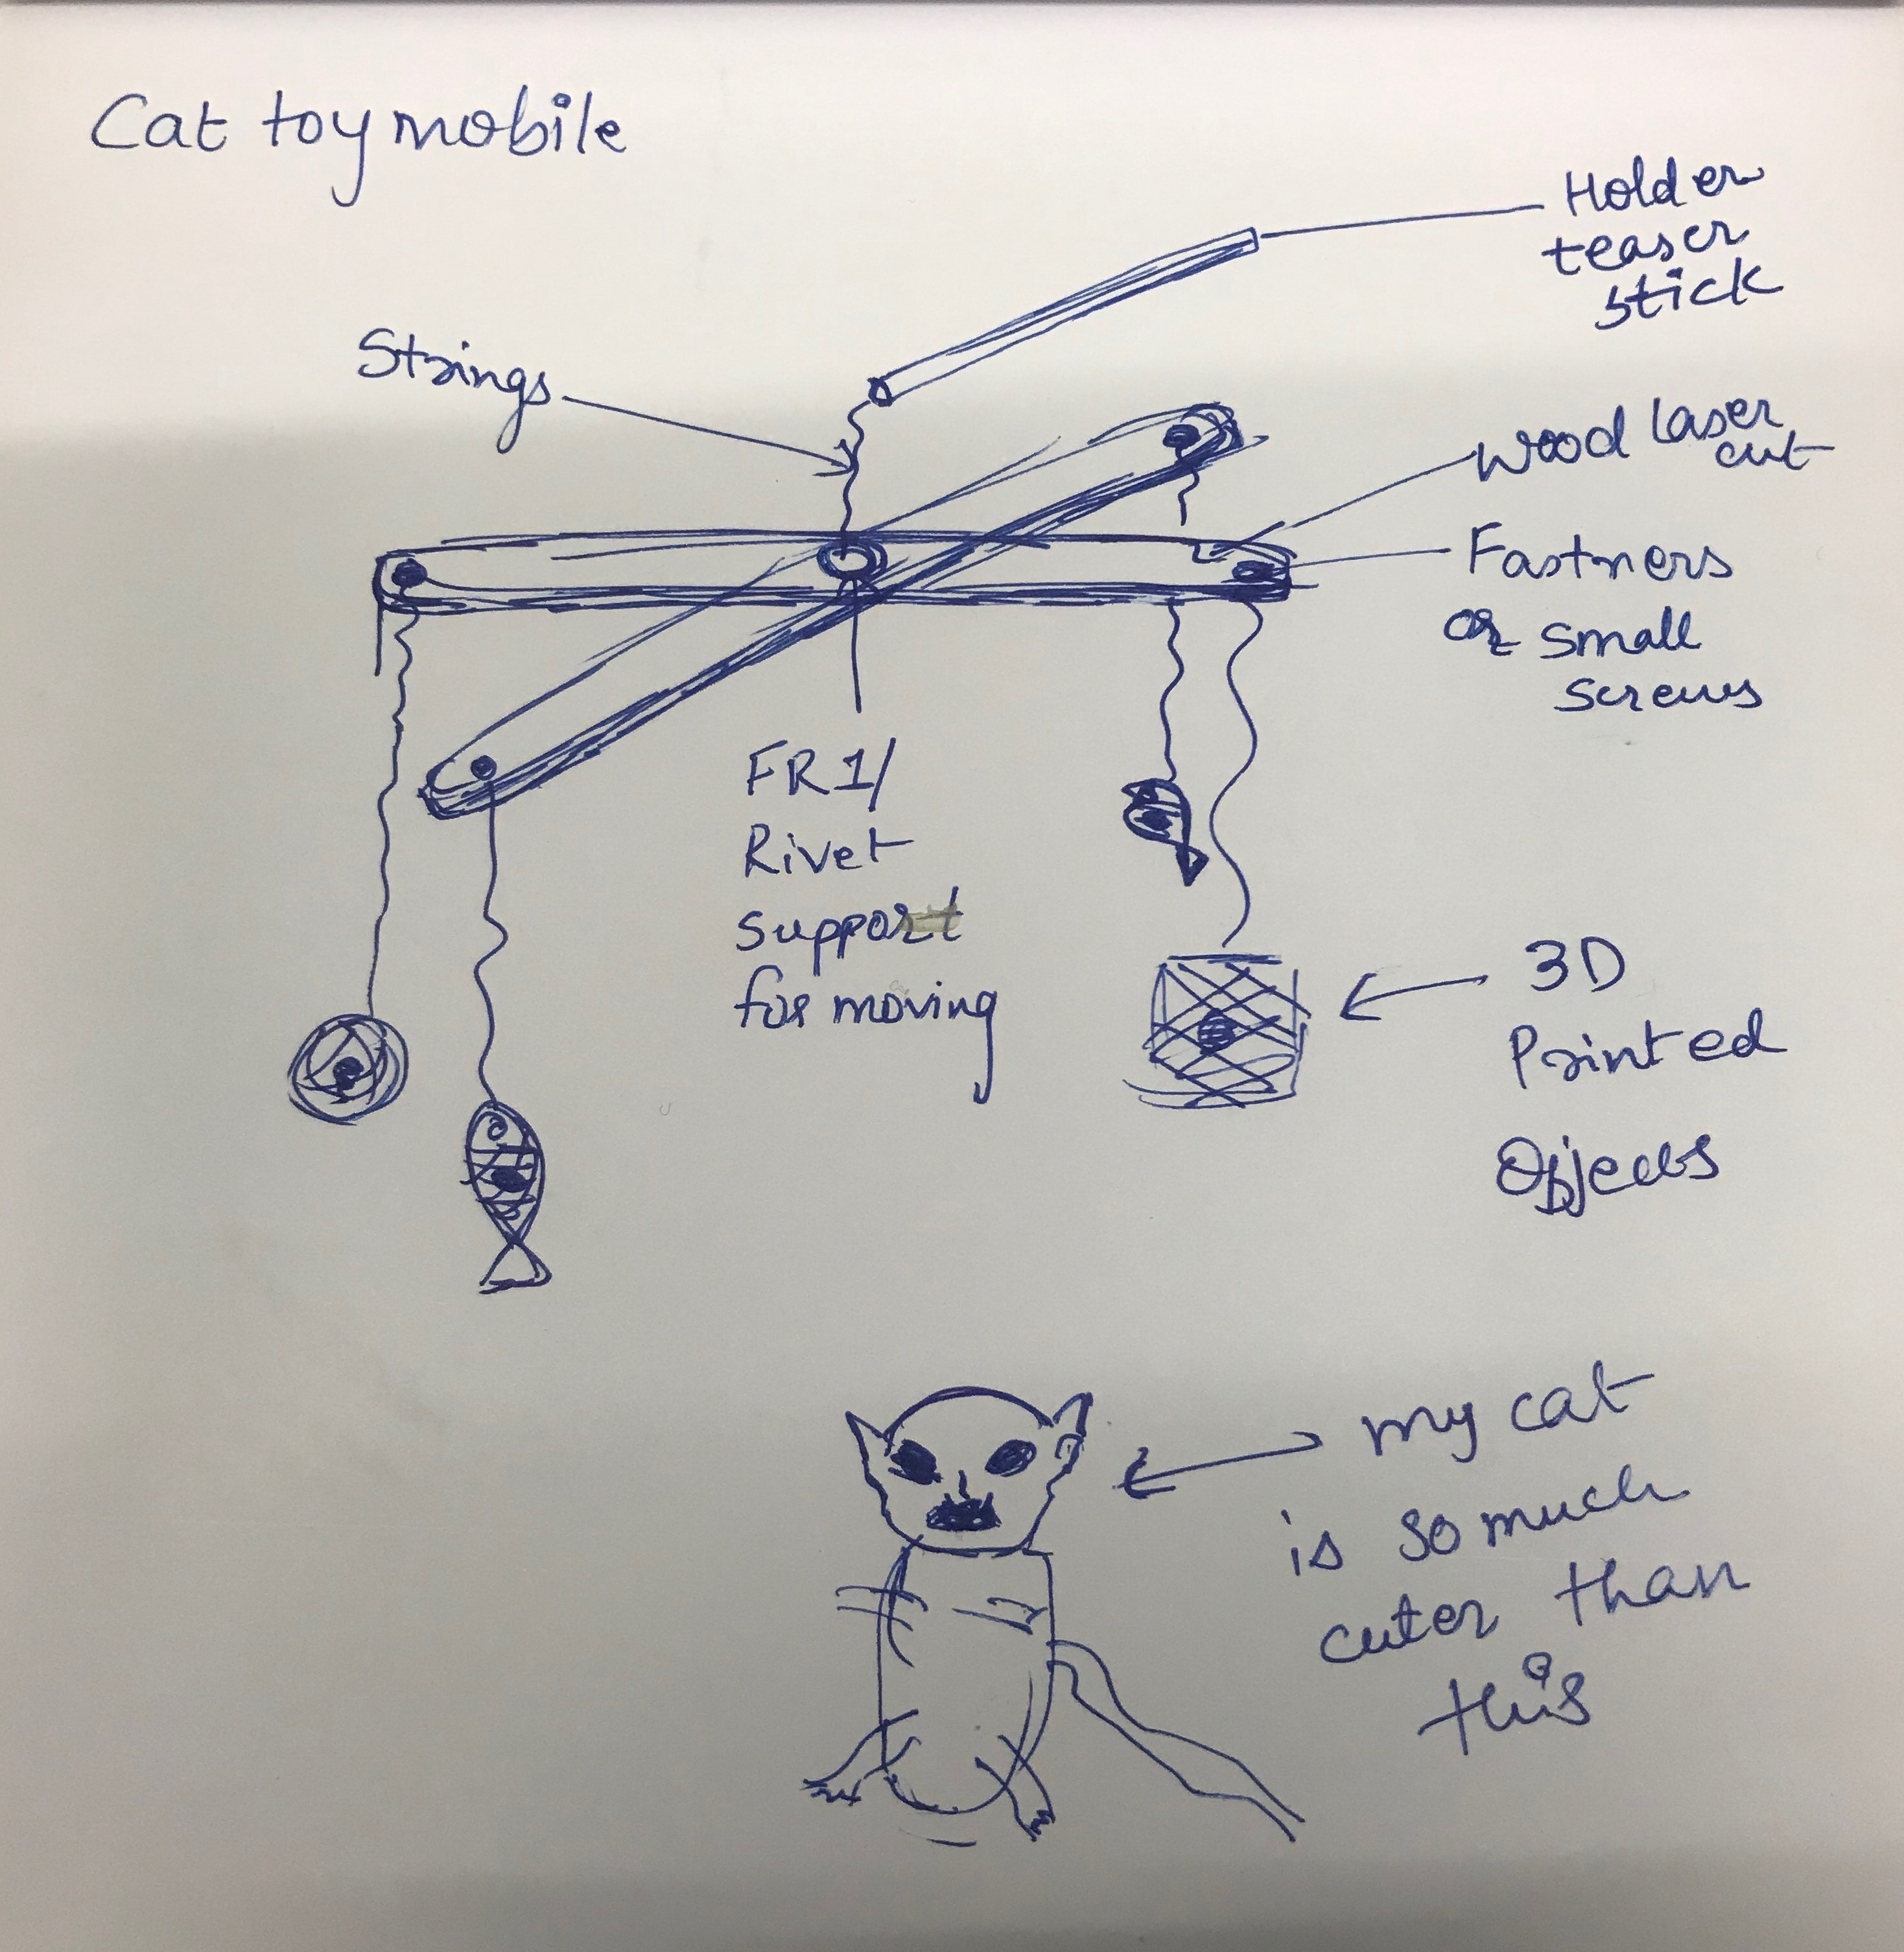 Cat toy mobile
Holder
teaser
stick
Strings
Wood laser
cut
Fastners
or small
screws
FR1/
Rivet
support
for moving
3D
Printed
Objects
my cat
is so much
cuter than
this